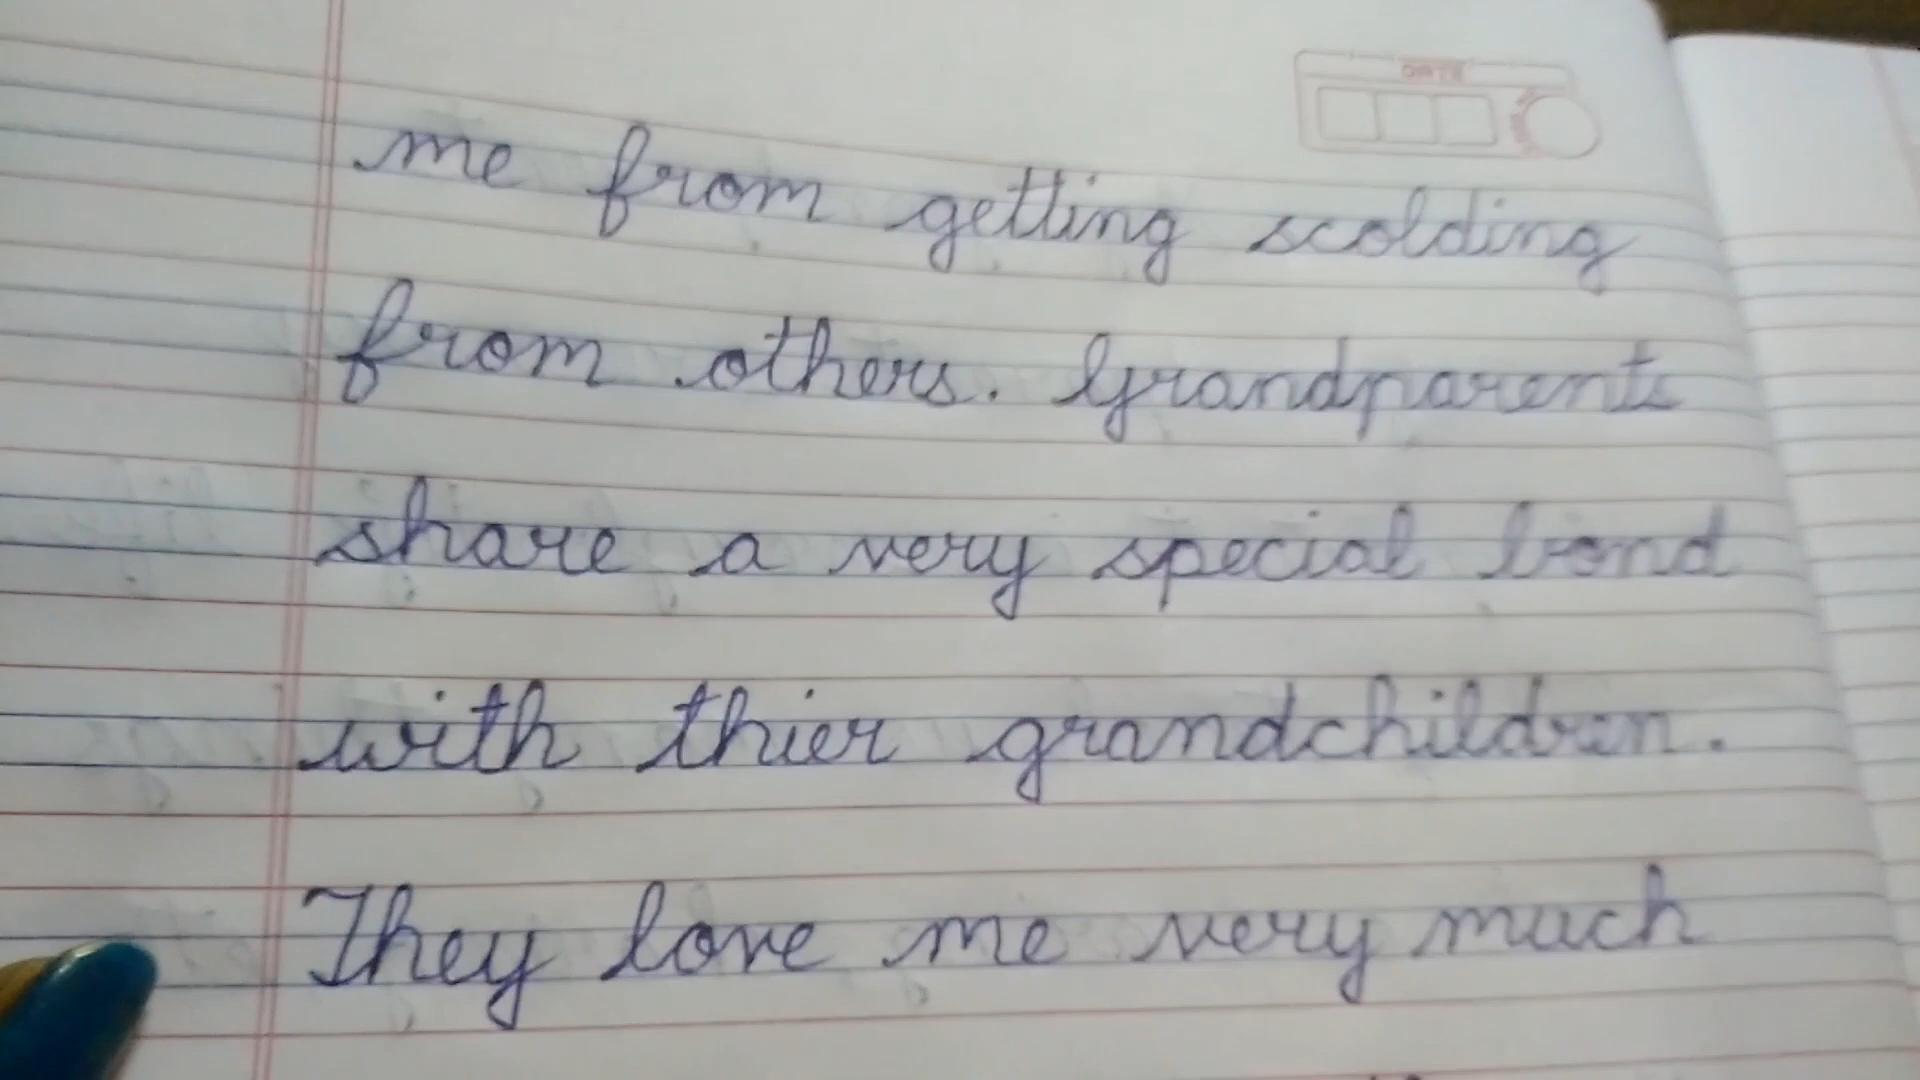 DATE
me from getting scolding
from others. Grandparents
share a very special bond
with thier grandchildren.
They love me very much